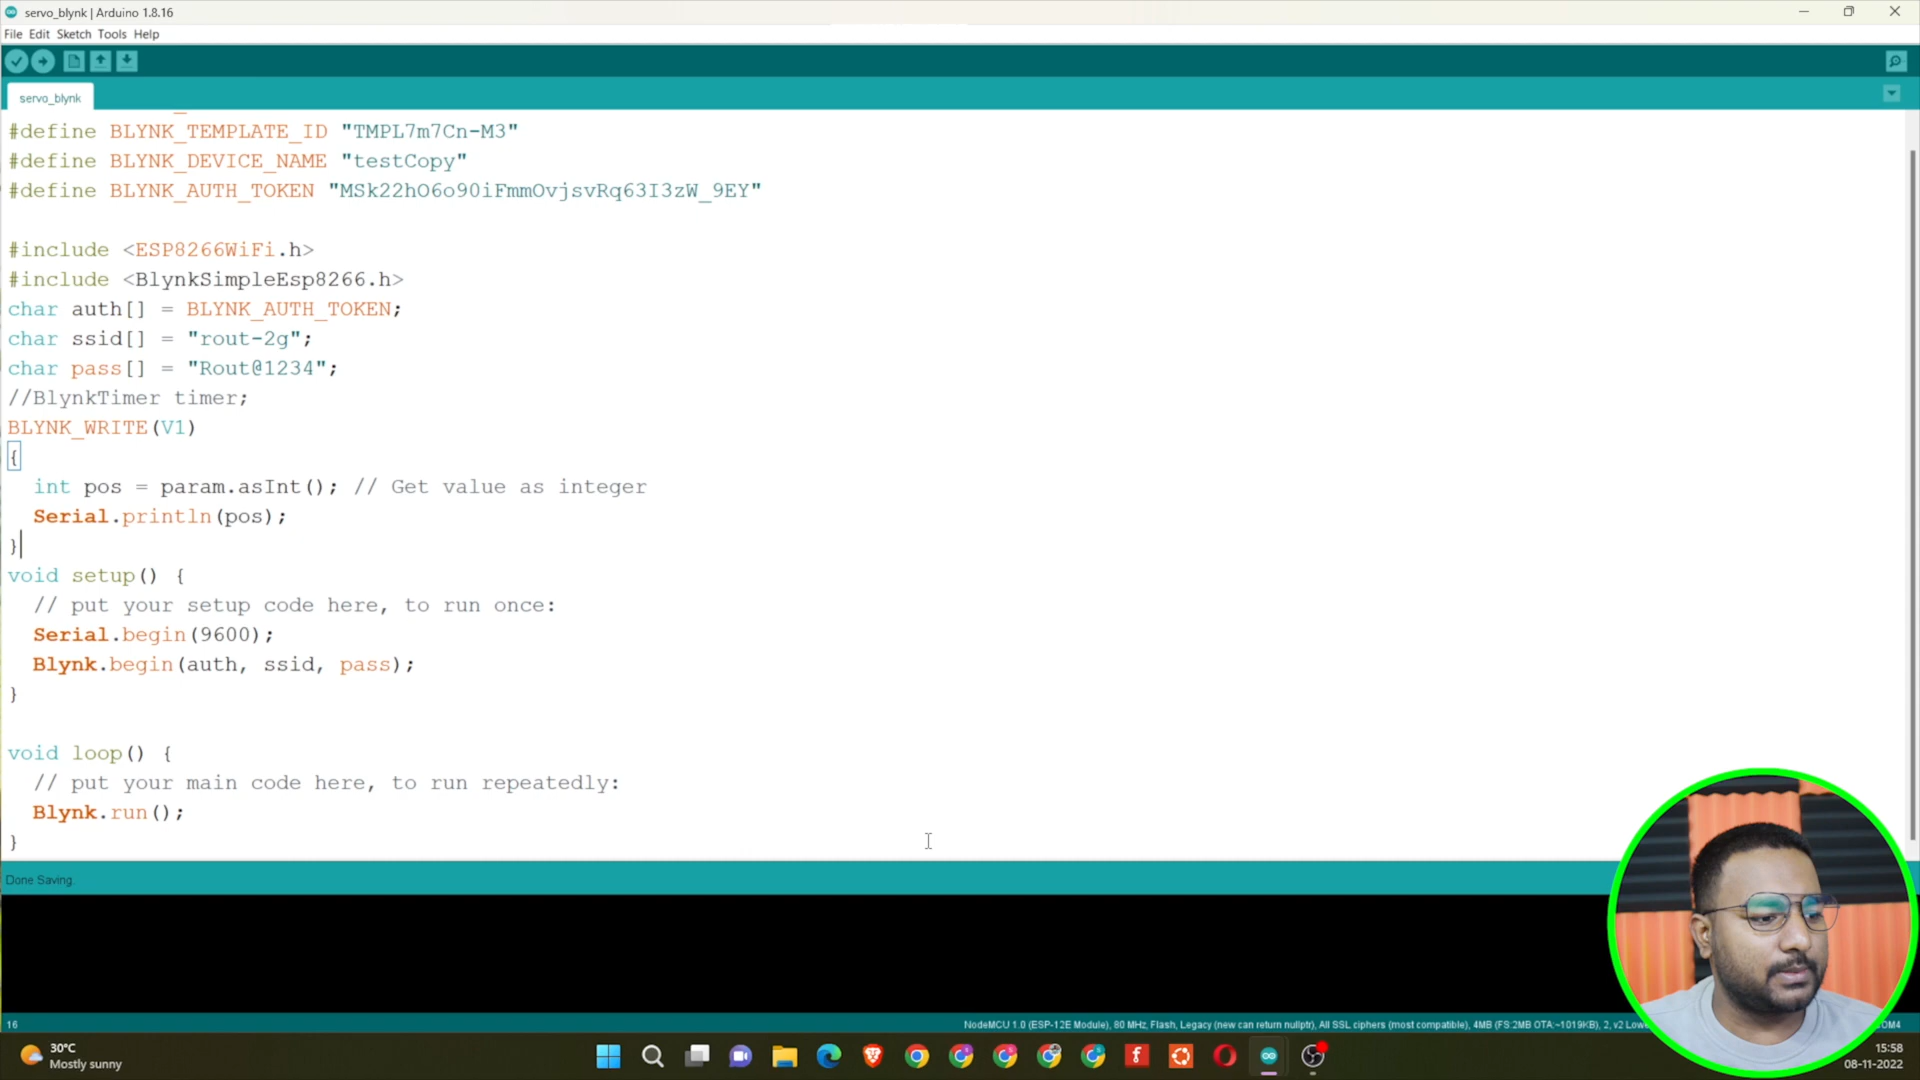 servo_blynk | Arduino 1.8.16
File Edit Sketch Tools Help
servo_blynk
#define BLYNK_TEMPLATE_ID "TMPL7m7Cn-M3"
#define BLYNK_DEVICE_NAME "testCopy"
#define BLYNK_AUTH_TOKEN "MSk22hO6o90iFmmOvjsvRq63I3zW_9EY"
#include <ESP8266WiFi.h>
#include <BlynkSimpleEsp8266.h>
char auth[] = BLYNK_AUTH_TOKEN;
char ssid[] = "rout-2g";
char pass[] = "Rout@1234";
//BlynkTimer timer;
BLYNK_WRITE(V1)
{
int pos = param.asInt(); // Get value as integer
Serial.println(pos);
}
void setup() {
// put your setup code here, to run once:
Serial.begin(9600);
Blynk.begin(auth, ssid, pass);
}
void loop() {
// put your main code here, to run repeatedly:
Blynk.run();
}
Done Saving.
16
NodeMCU 1.0 (ESP-12E Module), 80 MHz, Flash, Legacy (new can return nullptr), All SSL ciphers (most compatible), 4MB (FS:2MB OTA:~1019KB), 2, v2
30°C
Mostly sunny
15:58
08-11-2022